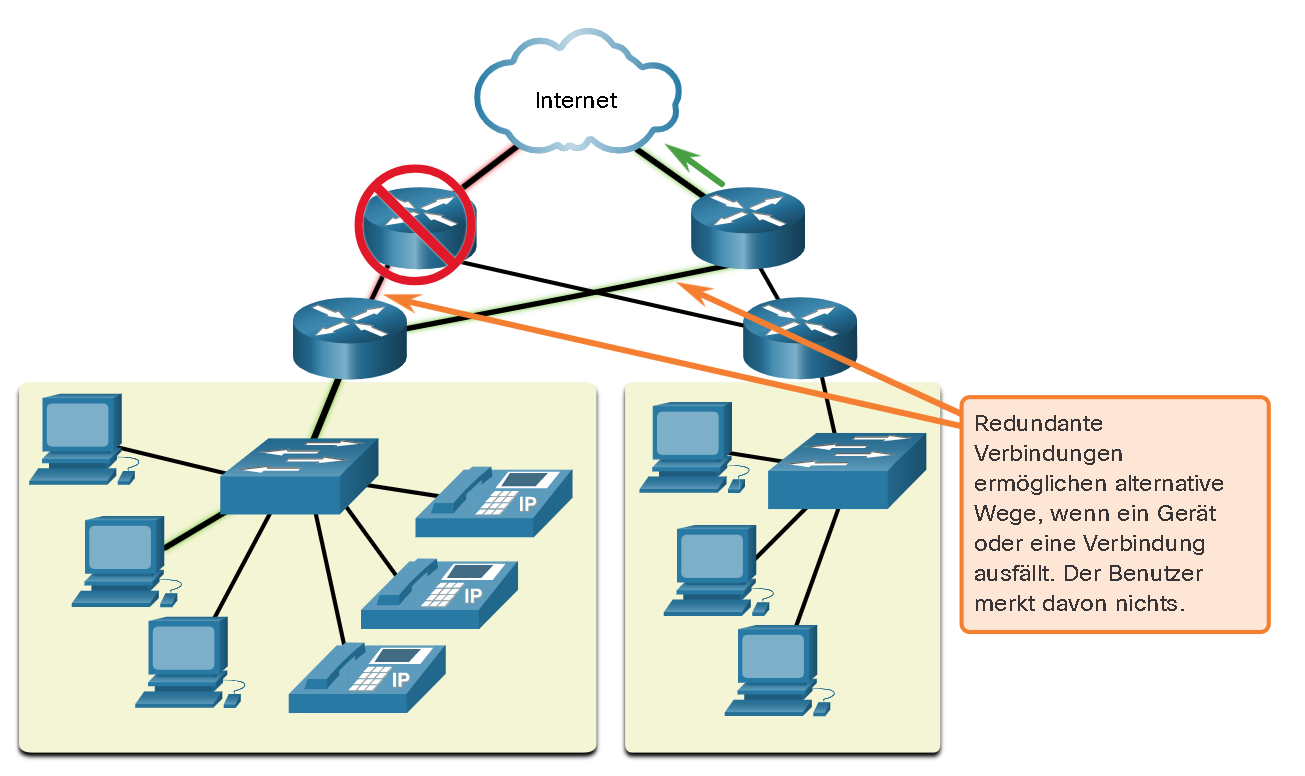 Internet
IP
IP
IP
Redundante
Verbindungen
ermöglichen alternative
Wege, wenn ein Gerät
oder eine Verbindung
ausfällt. Der Benutzer
merkt davon nichts.